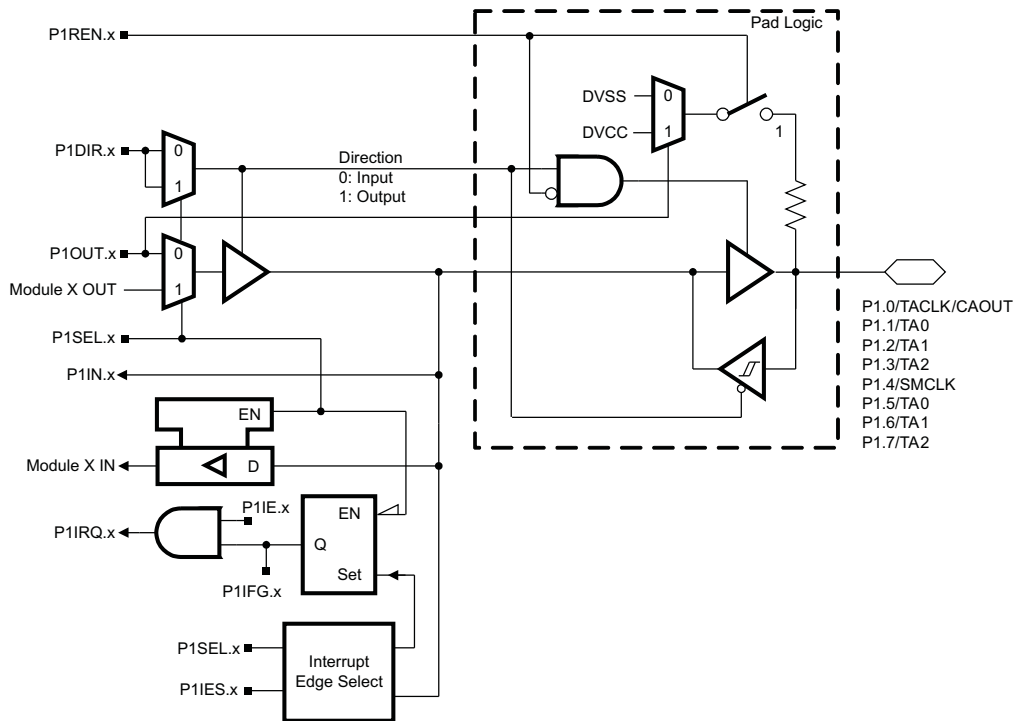 Pad Logic
P1REN.x
DVSS
0
DVCC
1
1
P1DIR.x
0
1
Direction
0: Input
1: Output
P1OUT.x
0
Module X OUT
1
P1SEL.x
P1IN.x
P1.0/TACLK/CAOUT
P1.1/TA0
P1.2/TA1
P1.3/TA2
P1.4/SMCLK
P1.5/TA0
P1.6/TA1
P1.7/TA2
EN
Module X IN
D
P1IE.x
EN
P1IRQ.x
Q
P1IFG.x
Set
P1SEL.x
P1IES.x
Interrupt
Edge Select